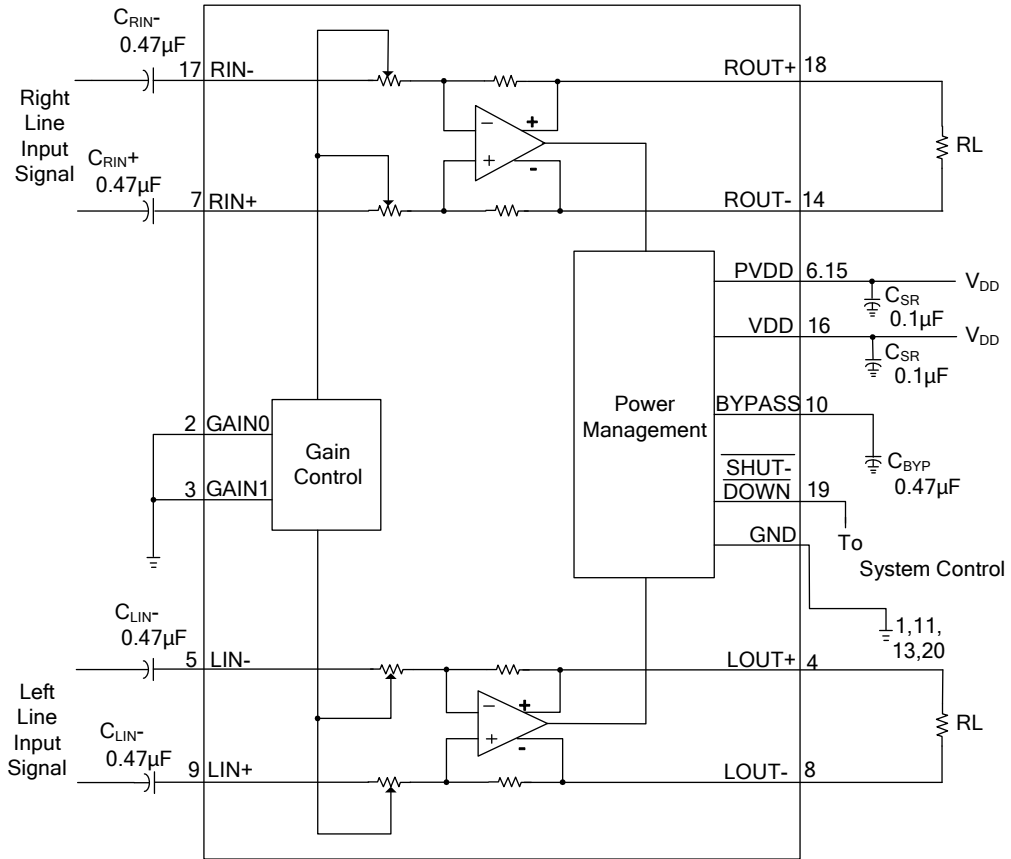 CRIN-
0.47µF
17 RIN-
Right
Line
Input
Signal
CRIN+
0.47µF
7 RIN+
ROUT+ 18
+
−
+
-
RL
ROUT- 14
PVDD 6.15
VDD
CSR
0.1µF
VDD 16
VDD
CSR
0.1µF
BYPASS 10
CBYP
0.47µF
Power
Management
SHUT-
DOWN 19
To
System Control
GND
1,11,
13,20
2 GAIN0
3 GAIN1
Gain
Control
CLIN-
0.47µF
5 LIN-
Left
Line
Input
Signal
CLIN-
0.47µF
9 LIN+
LOUT+ 4
+
−
+
-
RL
LOUT- 8